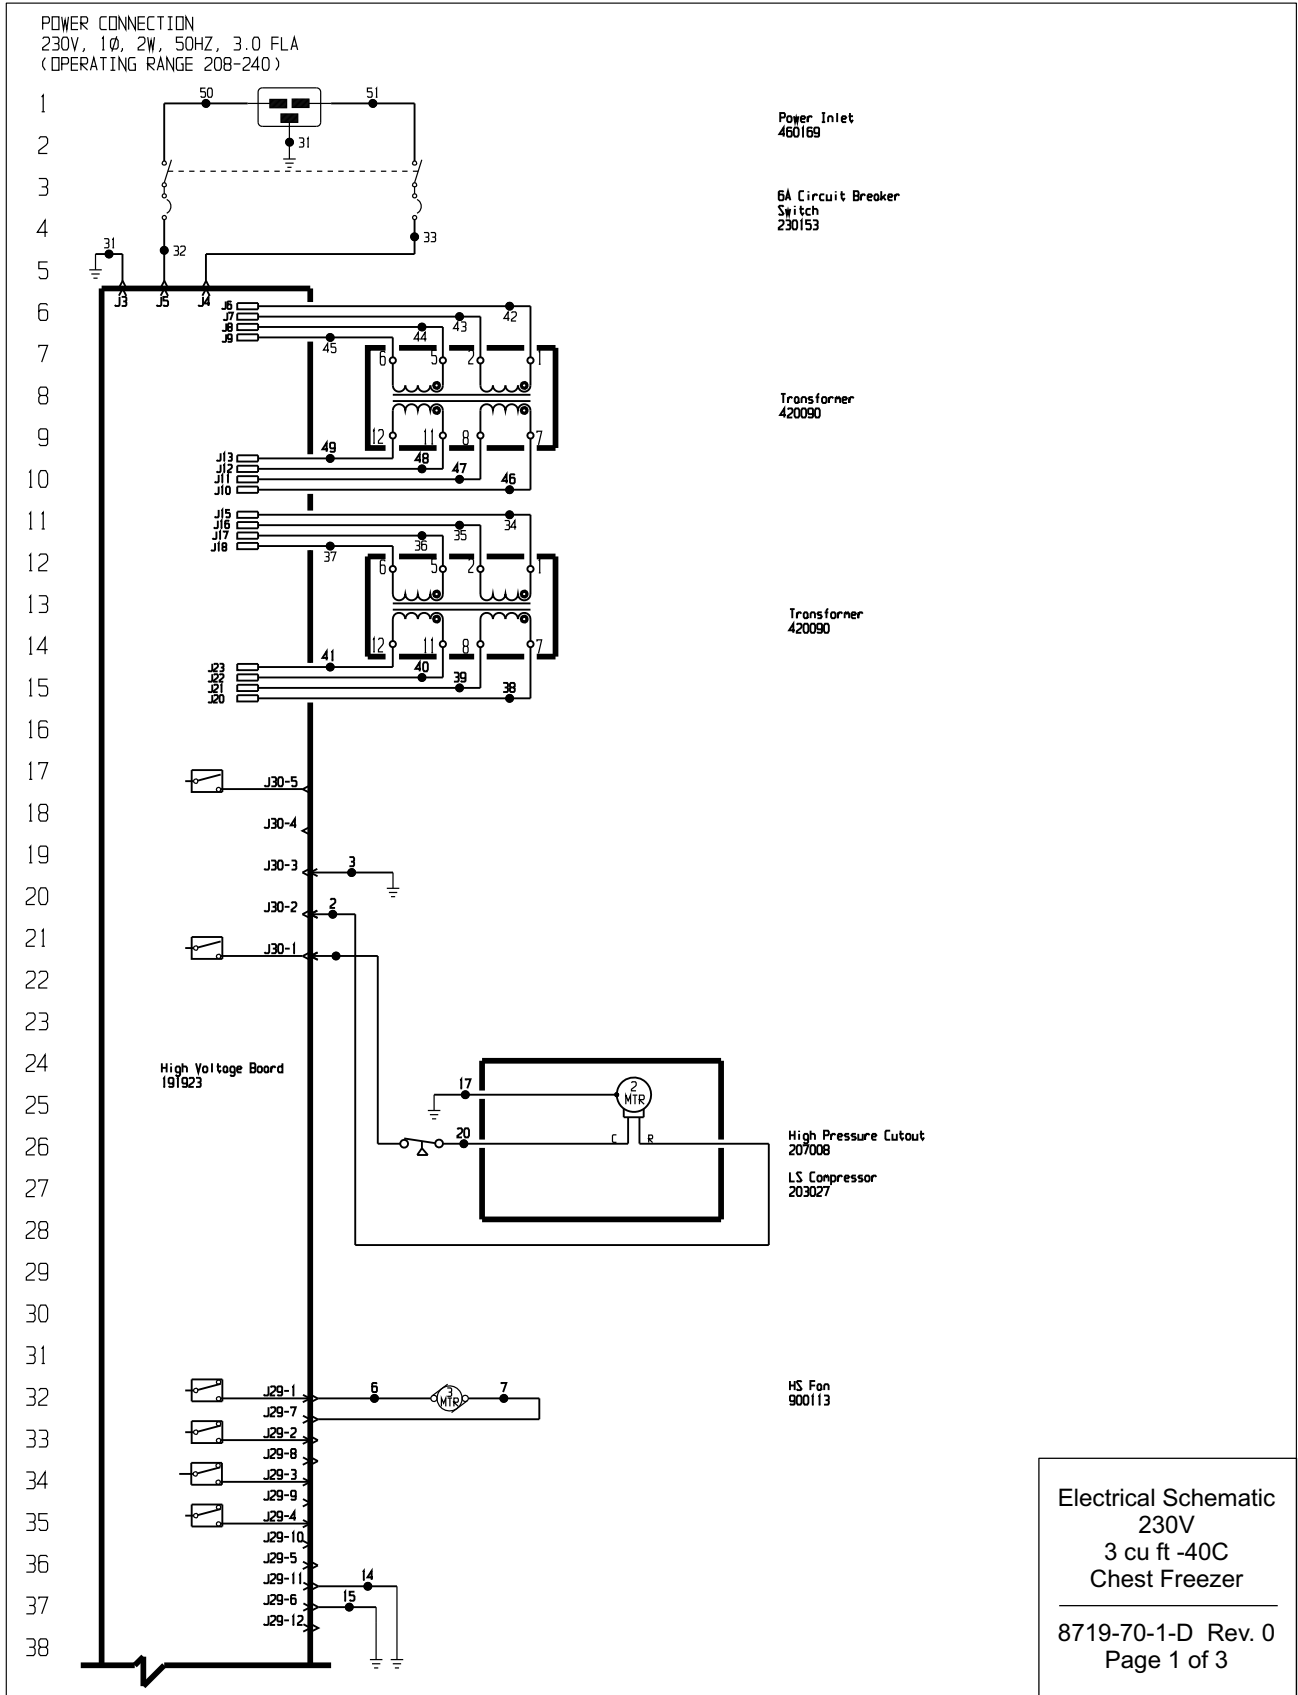 POWER CONNECTION
230V, 1Ø, 2W, 50HZ, 3.0 FLA
(OPERATING RANGE 208-240)
1
50
51
Power Inlet
460169
2
31
3
6A Circuit Breaker
Switch
230153
4
31
32
33
5
J3
J5
J4
6
J6
42
J7
43
J8
44
J9
45
7
6
5
2
1
8
Transformer
420090
9
12
11
8
7
J13
49
J12
48
10
J11
47
J10
46
11
J15
34
J16
35
J17
36
J18
37
12
6
5
2
1
13
Transformer
420090
14
12
11
8
7
J23
41
J22
40
15
J21
39
J20
38
16
17
J30-5
18
J30-4
19
J30-3
3
20
J30-2
2
21
J30-1
22
23
24
High Voltage Board
191923
17
2
MTR
25
26
20
C
R
High Pressure Cutout
207008
27
LS Compressor
203027
28
29
30
31
32
J29-1
6
3
MTR
7
HS Fan
900113
J29-7
33
J29-2
J29-8
34
J29-3
J29-9
35
J29-4
J29-10
36
J29-5
J29-11
14
37
J29-6
15
J29-12
38
Electrical Schematic
230V
3 cu ft -40C
Chest Freezer
8719-70-1-D Rev. 0
Page 1 of 3